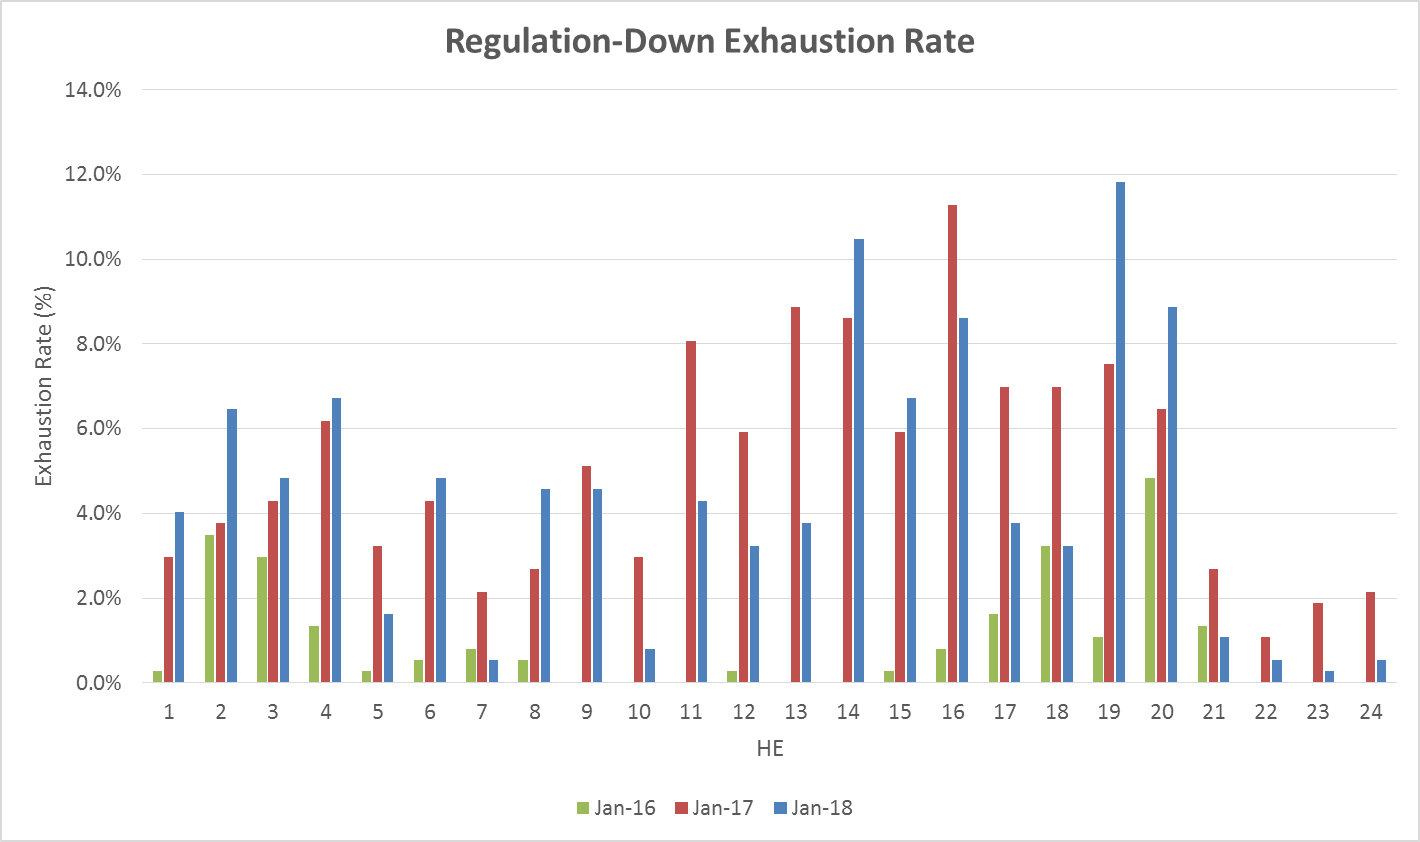 Regulation-Down Exhaustion Rate
14.0%
12.0%
10.0%
8.0%
6.0%
4.0%
2.0%
0.0%
Exhaustion Rate (%)
1 2 3 4 5 6 7 8 9 10 11 12 13 14 15 16 17 18 19 20 21 22 23 24
HE
Jan-16 Jan-17 Jan-18